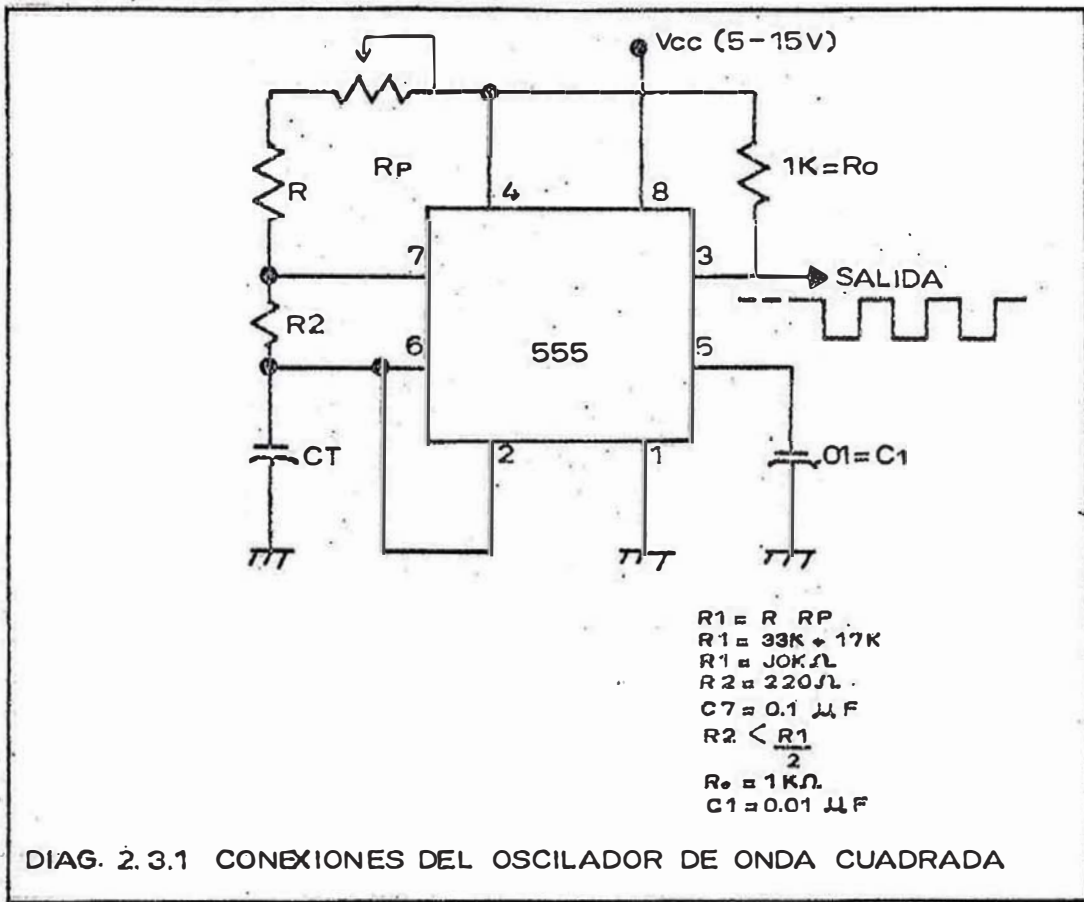 Vcc (5-15V)
RP
R
1K=Ro
4
8
7
3
SALIDA
R2
6
555
5
CT
2
1
.01=C1
R1 = R RP
R1 = 33K + 17K
R1 = J0KΩ
R2 = 220Ω
C7 = 0.1 µF
R2 < R1
2
Ro = 1KΩ
C1 = 0.01 µF
DIAG. 2.3.1 CONEXIONES DEL OSCILADOR DE ONDA CUADRADA